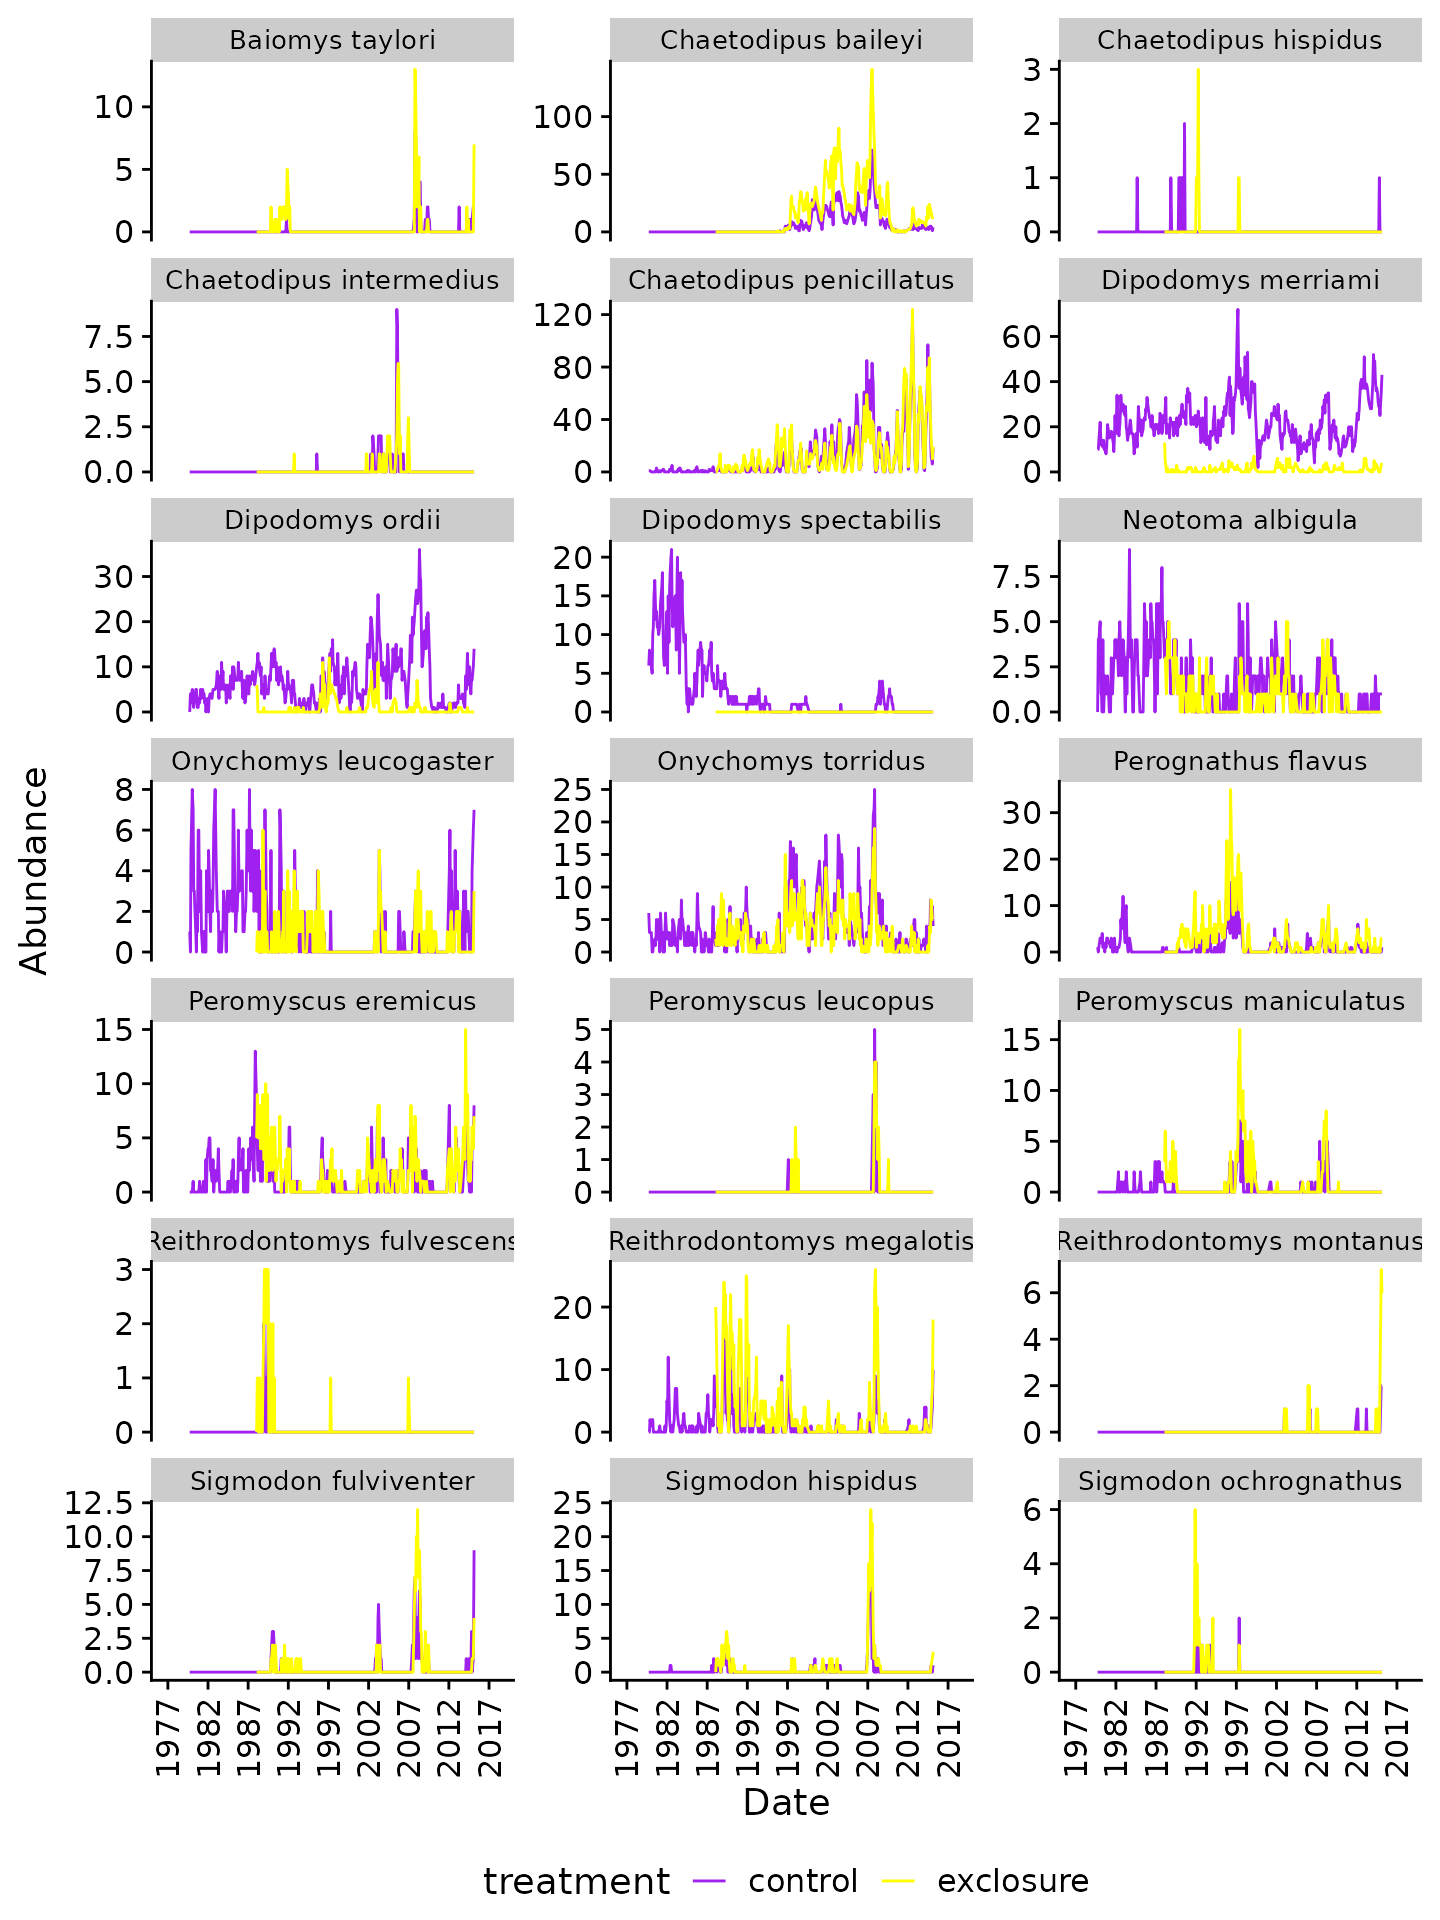 Baiomys taylori Chaetodipus baileyi Chaetodipus hispidus
10 5 0
100 50 0
3 2 1 0
Chaetodipus intermedius Chaetodipus penicillatus Dipodomys merriami
7.5 5.0 2.5 0.0
120 80 40 0
60 40 20 0
Dipodomys ordii Dipodomys spectabilis Neotoma albigula
30 20 10 0
20 15 10 5 0
7.5 5.0 2.5 0.0
Onychomys leucogaster Onychomys torridus Perognathus flavus
8 6 4 2 0
25 20 15 10 5 0
30 20 10 0
Abundance
Peromyscus eremicus Peromyscus leucopus Peromyscus maniculatus
15 10 5 0
5 4 3 2 1 0
15 10 5 0
Reithrodontomys fulvescens Reithrodontomys megalotis Reithrodontomys montanus
3 2 1 0
20 10 0
6 4 2 0
Sigmodon fulviventer Sigmodon hispidus Sigmodon ochrognathus
12.5 10.0 7.5 5.0 2.5 0.0
25 20 15 10 5 0
6 4 2 0
1977 1982 1987 1992 1997 2002 2007 2012 2017
1977 1982 1987 1992 1997 2002 2007 2012 2017
1977 1982 1987 1992 1997 2002 2007 2012 2017
Date
treatment control exclosure